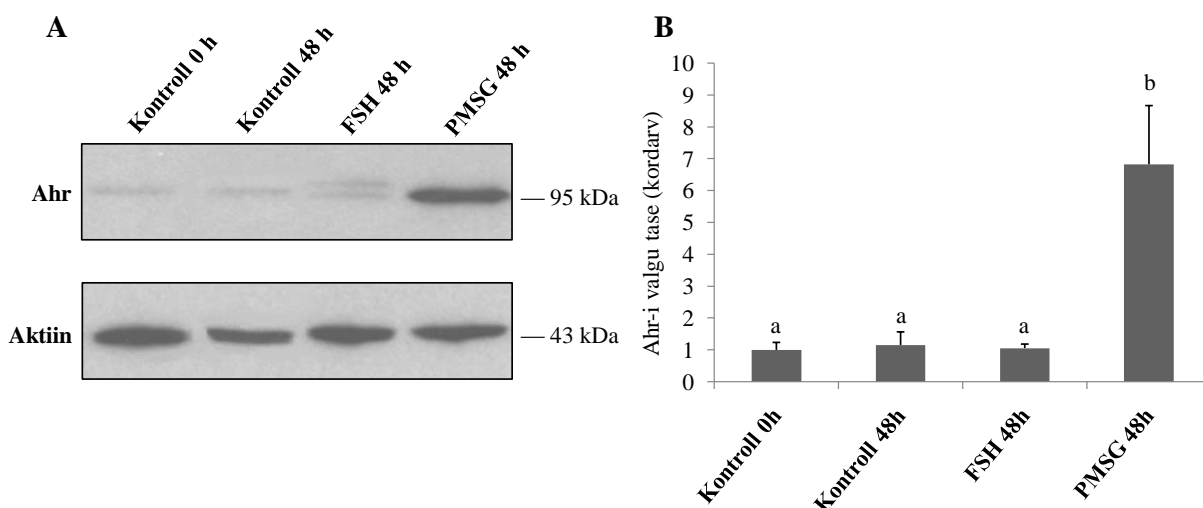 A
Kontroll 0 h
Kontroll 48 h
FSH 48 h
PMSG 48 h
Ahr
95 kDa
Aktiin
43 kDa
B
Ahr-i valgu tase (kordarv)
10
9
8
7
6
5
4
3
2
1
0
a
a
a
b
Kontroll 0h
Kontroll 48h
FSH 48h
PMSG 48h